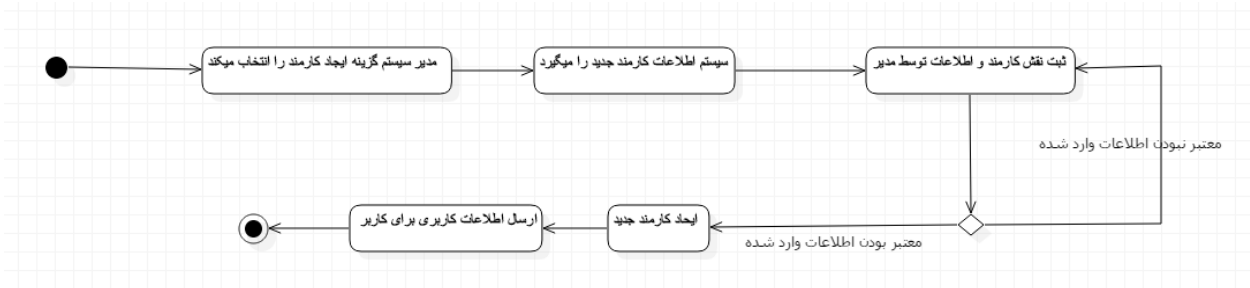 مدیر سیستم گزینه ایجاد کارمند را انتخاب میکند
سیستم اطلاعات کارمند جدید را میگیرد
ثبت نقش کارمند و اطلاعات توسط مدیر
معتبر نبودن اطلاعات وارد شده
معتبر بودن اطلاعات وارد شده
ایجاد کارمند جدید
ارسال اطلاعات کاربری برای کاربر